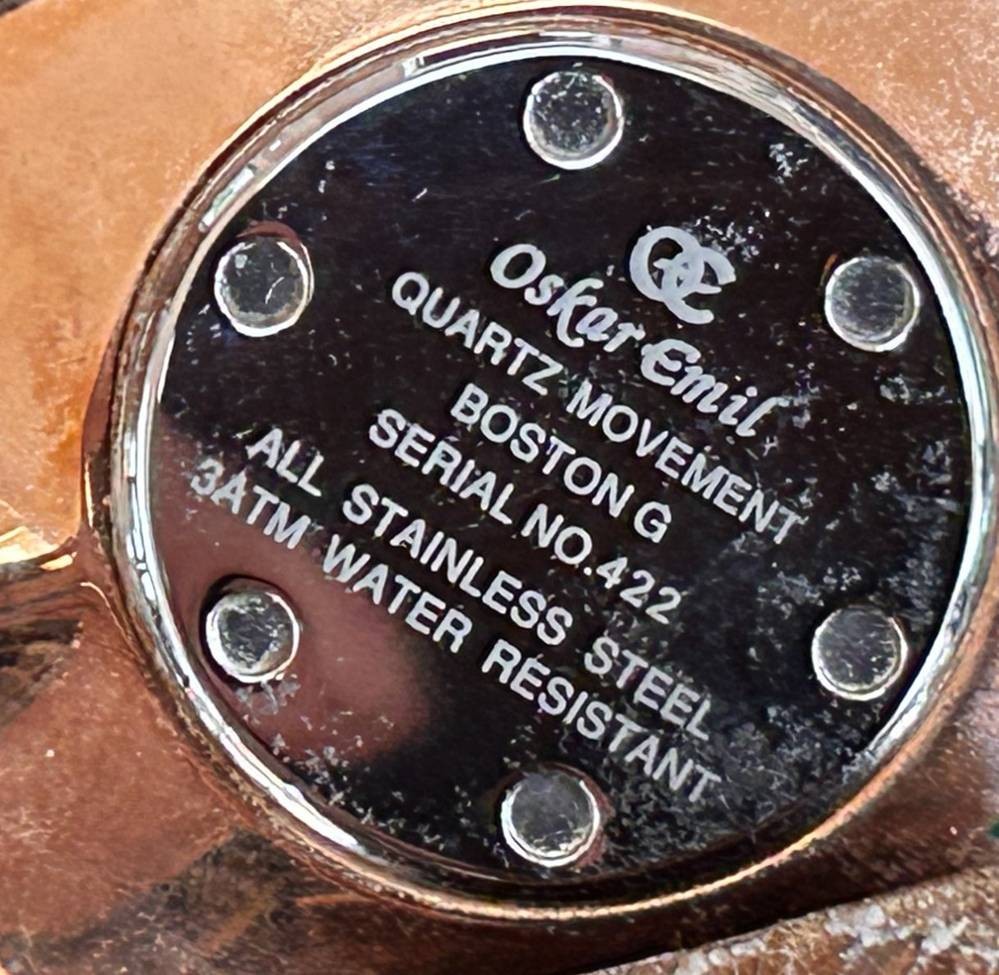 OE
Oskar Emil
QUARTZ MOVEMENT
BOSTON G
SERIAL NO.422
ALL STAINLESS STEEL
3ATM WATER RESISTANT